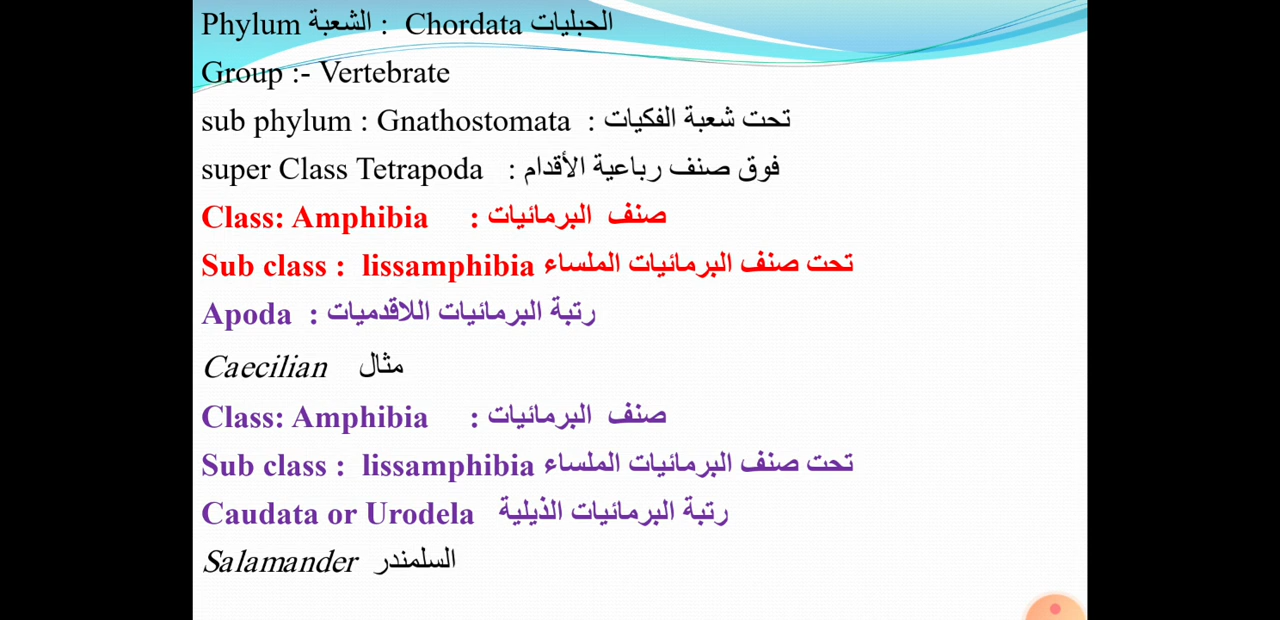 Phylum الشعبة : Chordata الحبليات
Group :- Vertebrate
sub phylum : Gnathostomata : تحت شعبة الفكيات
super Class Tetrapoda : فوق صنف رباعية الأقدام
Class: Amphibia : صنف البرمائيات
Sub class : lissamphibia تحت صنف البرمائيات الملساء
Apoda : رتبة البرمائيات اللاقدميات
Caecilian مثال
Class: Amphibia : صنف البرمائيات
Sub class : lissamphibia تحت صنف البرمائيات الملساء
Caudata or Urodela رتبة البرمائيات الذيلية
Salamander السلمندر